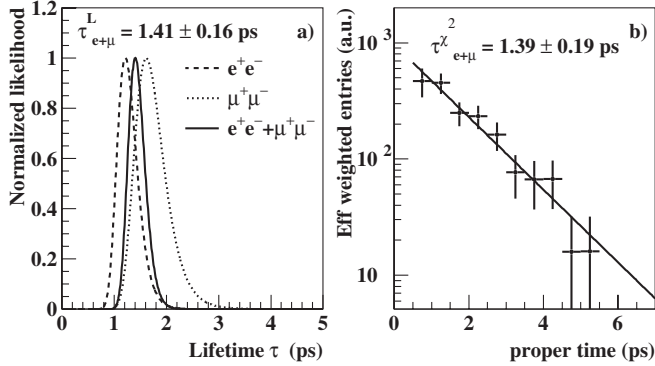 τ^L_{e+μ} = 1.41 ± 0.16 ps
a)
e⁺e⁻
μ⁺μ⁻
e⁺e⁻+μ⁺μ⁻
Normalized likelihood
1.2
1
0.8
0.6
0.4
0.2
0
0 1 2 3 4 5
Lifetime τ (ps)
b)
τ^{χ²}_{e+μ} = 1.39 ± 0.19 ps
Eff weighted entries (a.u.)
10³
10²
10
0 2 4 6
proper time (ps)